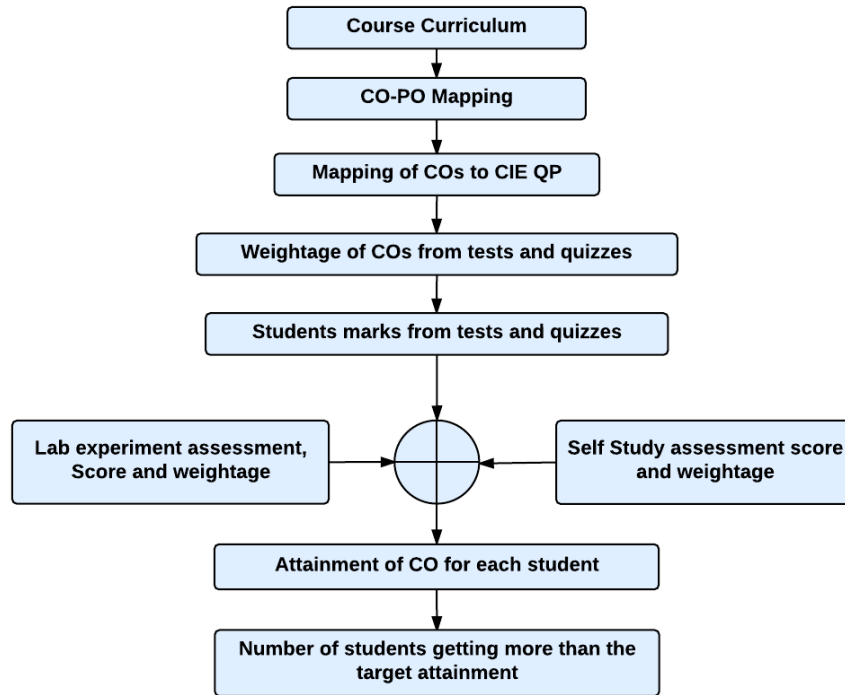 Course Curriculum
CO-PO Mapping
Mapping of COs to CIE QP
Weightage of COs from tests and quizzes
Students marks from tests and quizzes
Lab experiment assessment,
Score and weightage
Self Study assessment score
and weightage
Attainment of CO for each student
Number of students getting more than the
target attainment